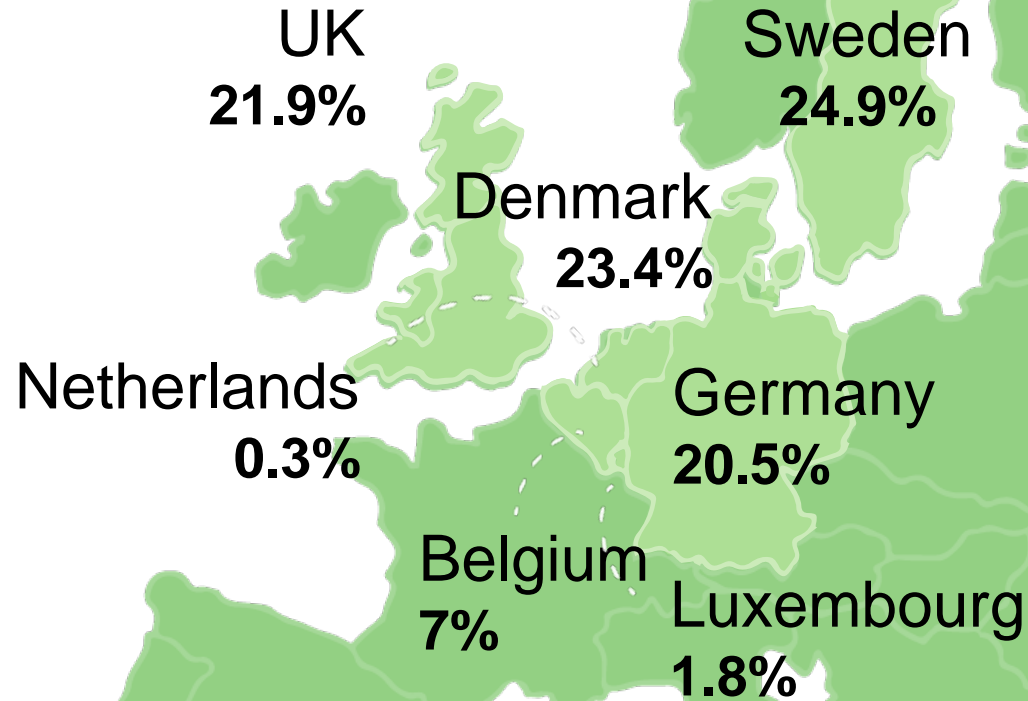 UK
21.9%
Sweden
24.9%
Denmark
23.4%
Netherlands
0.3%
Germany
20.5%
Belgium
7%
Luxembourg
1.8%